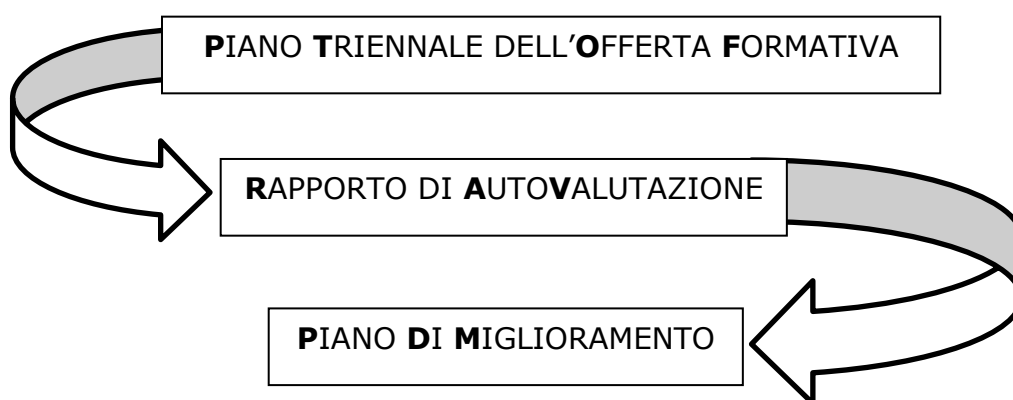 PIANO TRIENNALE DELL'OFFERTA FORMATIVA
RAPPORTO DI AUTOVALUTAZIONE
PIANO DI MIGLIORAMENTO